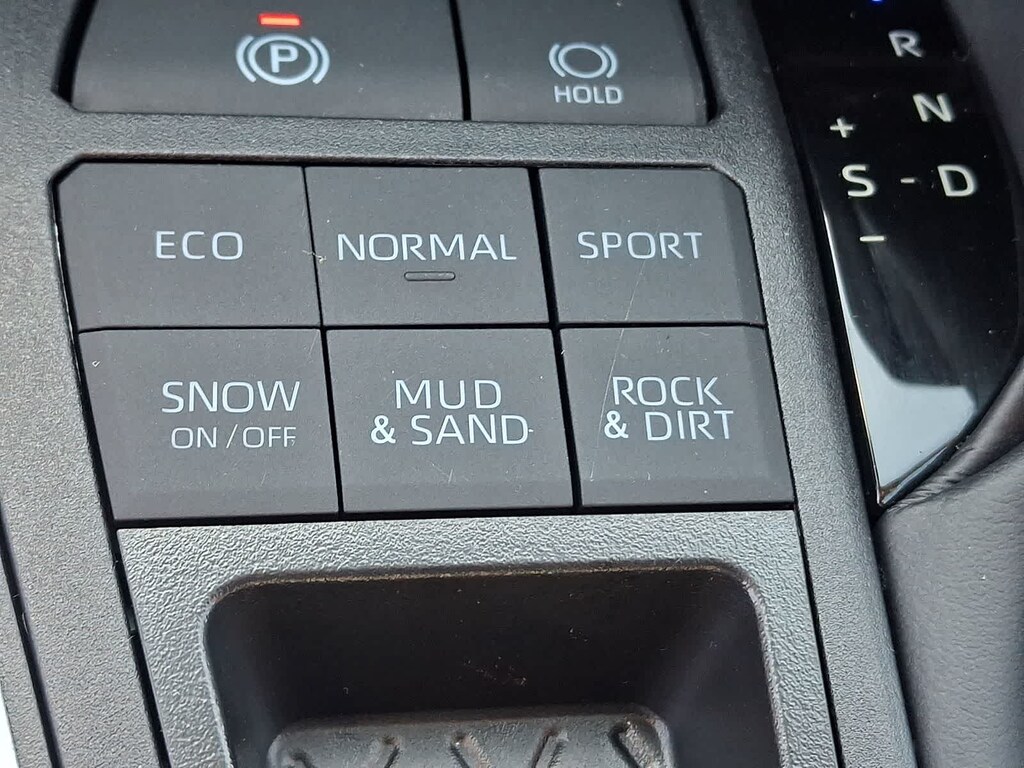 P
HOLD
R
N
+
S - D
-
ECO
NORMAL
SPORT
SNOW
ON / OFF
MUD
& SAND
ROCK
& DIRT